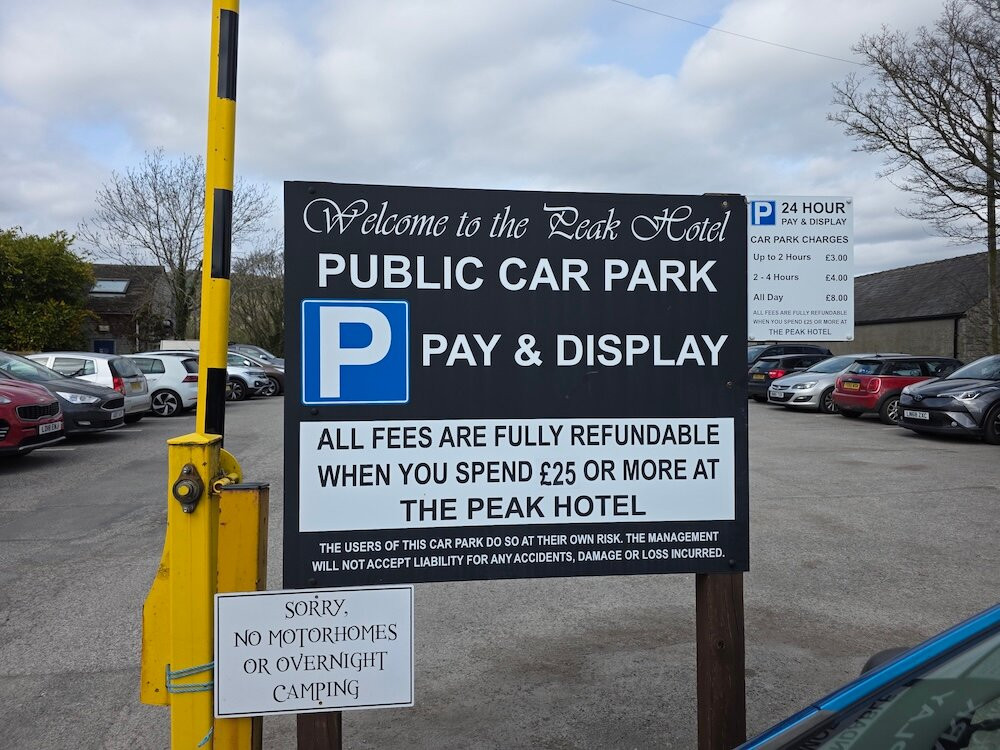 Welcome to the Peak Hotel
PUBLIC CAR PARK
P
PAY & DISPLAY
ALL FEES ARE FULLY REFUNDABLE
WHEN YOU SPEND £25 OR MORE AT
THE PEAK HOTEL
THE USERS OF THIS CAR PARK DO SO AT THEIR OWN RISK. THE MANAGEMENT
WILL NOT ACCEPT LIABILITY FOR ANY ACCIDENTS, DAMAGE OR LOSS INCURRED.
P 24 HOUR
PAY & DISPLAY
CAR PARK CHARGES
Up to 2 Hours £3.00
2 - 4 Hours £4.00
All Day £8.00
ALL FEES ARE FULLY REFUNDABLE
WHEN YOU SPEND £25 OR MORE AT
THE PEAK HOTEL
SORRY,
NO MOTORHOMES
OR OVERNIGHT
CAMPING